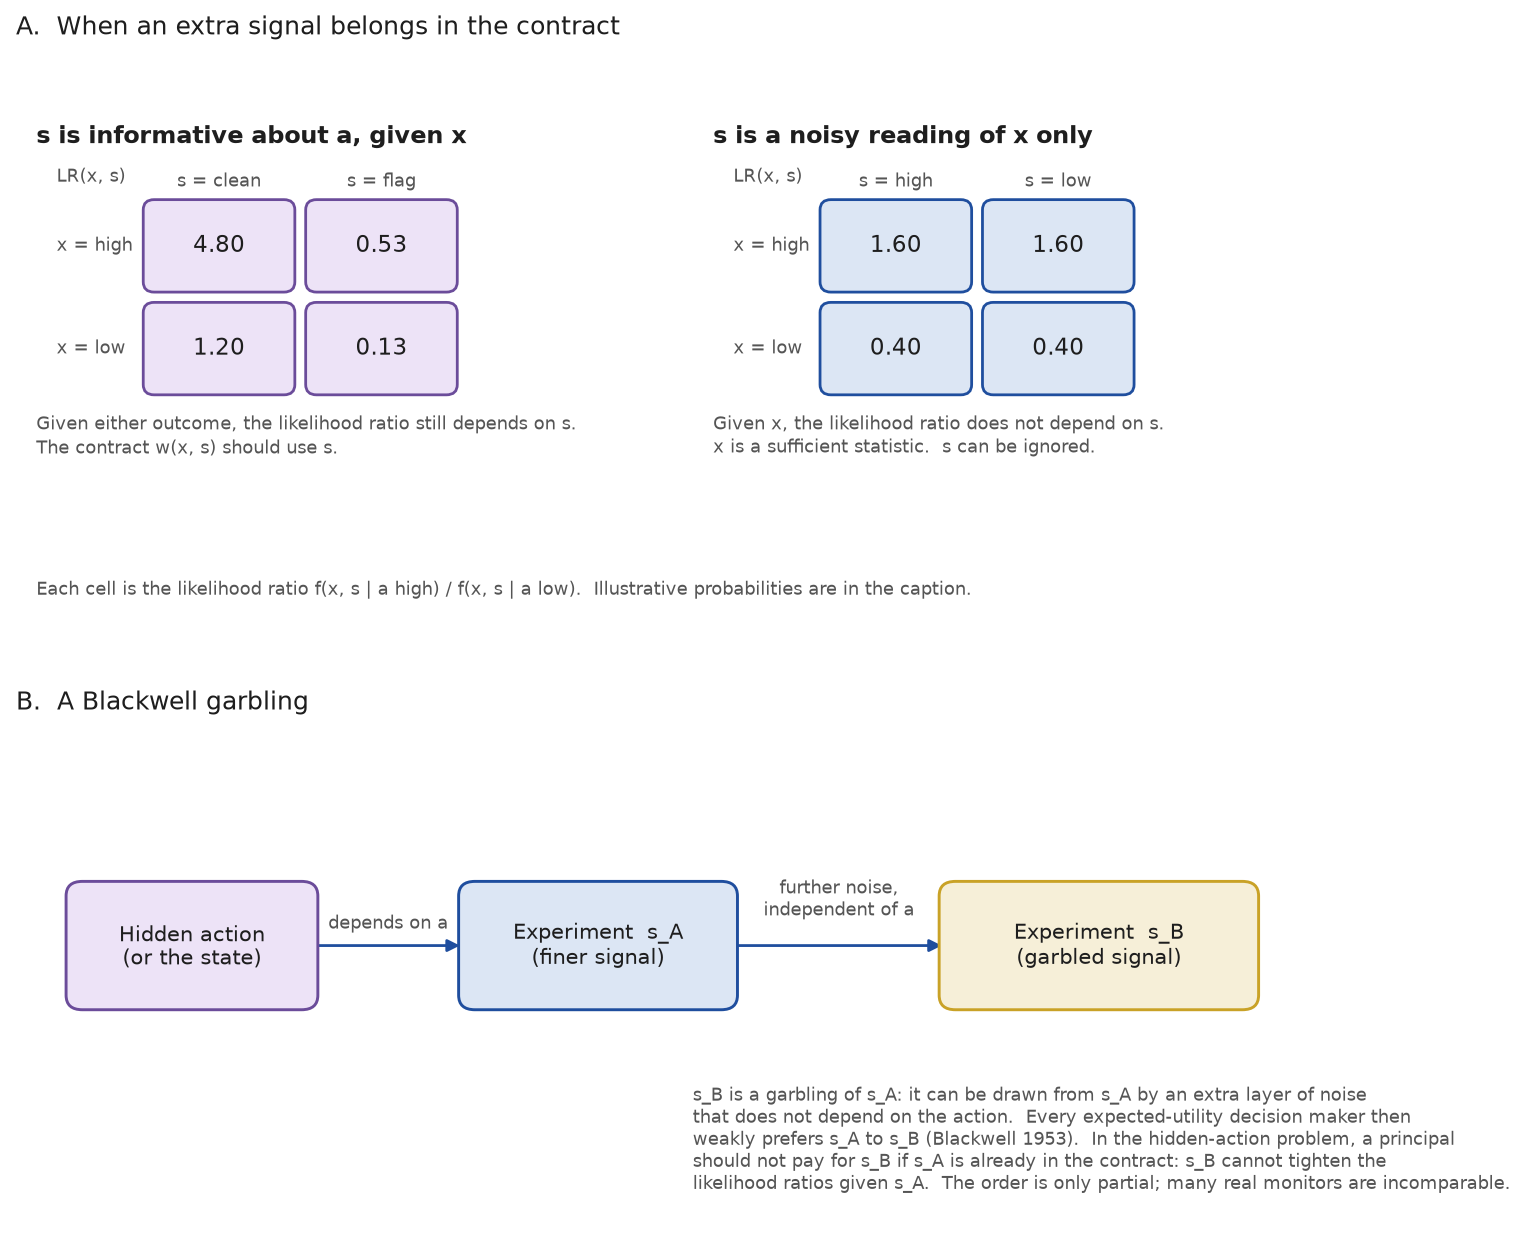 A.  When an extra signal belongs in the contract
s is informative about a, given x
LR(x, s)
s = clean
s = flag
x = high
4.80
0.53
x = low
1.20
0.13
Given either outcome, the likelihood ratio still depends on s.
The contract w(x, s) should use s.
s is a noisy reading of x only
LR(x, s)
s = high
s = low
x = high
1.60
1.60
x = low
0.40
0.40
Given x, the likelihood ratio does not depend on s.
x is a sufficient statistic.  s can be ignored.
Each cell is the likelihood ratio f(x, s | a high) / f(x, s | a low).  Illustrative probabilities are in the caption.
B.  A Blackwell garbling
Hidden action
(or the state)
depends on a
Experiment  s_A
(finer signal)
further noise,
independent of a
Experiment  s_B
(garbled signal)
s_B is a garbling of s_A: it can be drawn from s_A by an extra layer of noise
that does not depend on the action.  Every expected-utility decision maker then
weakly prefers s_A to s_B (Blackwell 1953).  In the hidden-action problem, a principal
should not pay for s_B if s_A is already in the contract: s_B cannot tighten the
likelihood ratios given s_A.  The order is only partial; many real monitors are incomparable.